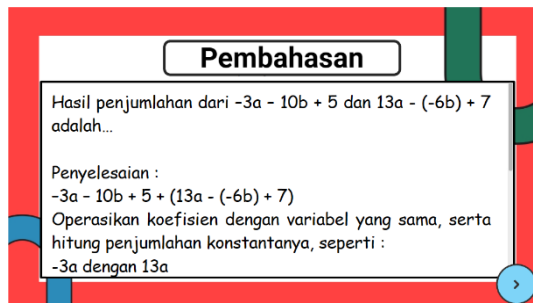 Pembahasan
Hasil penjumlahan dari -3a - 10b + 5 dan 13a - (-6b) + 7
adalah...
Penyelesaian :
-3a - 10b + 5 + (13a - (-6b) + 7)
Operasikan koefisien dengan variabel yang sama, serta
hitung penjumlahan konstantanya, seperti :
-3a dengan 13a